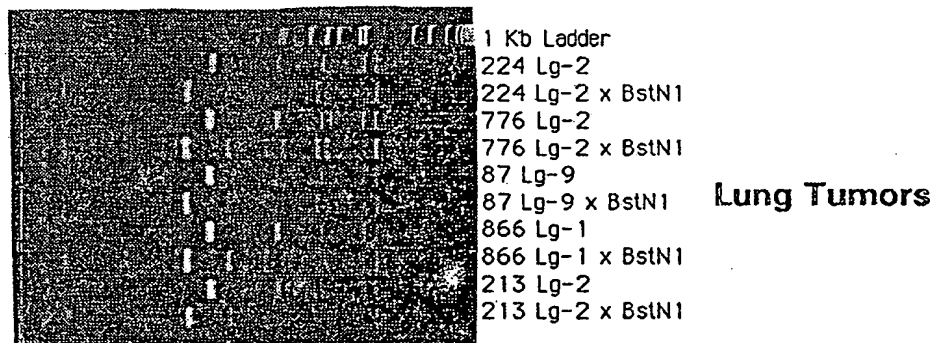 1 Kb Ladder
224 Lg-2
224 Lg-2 x BstN1
776 Lg-2
776 Lg-2 x BstN1
87 Lg-9
87 Lg-9 x BstN1
866 Lg-1
866 Lg-1 x BstN1
213 Lg-2
213 Lg-2 x BstN1
Lung Tumors